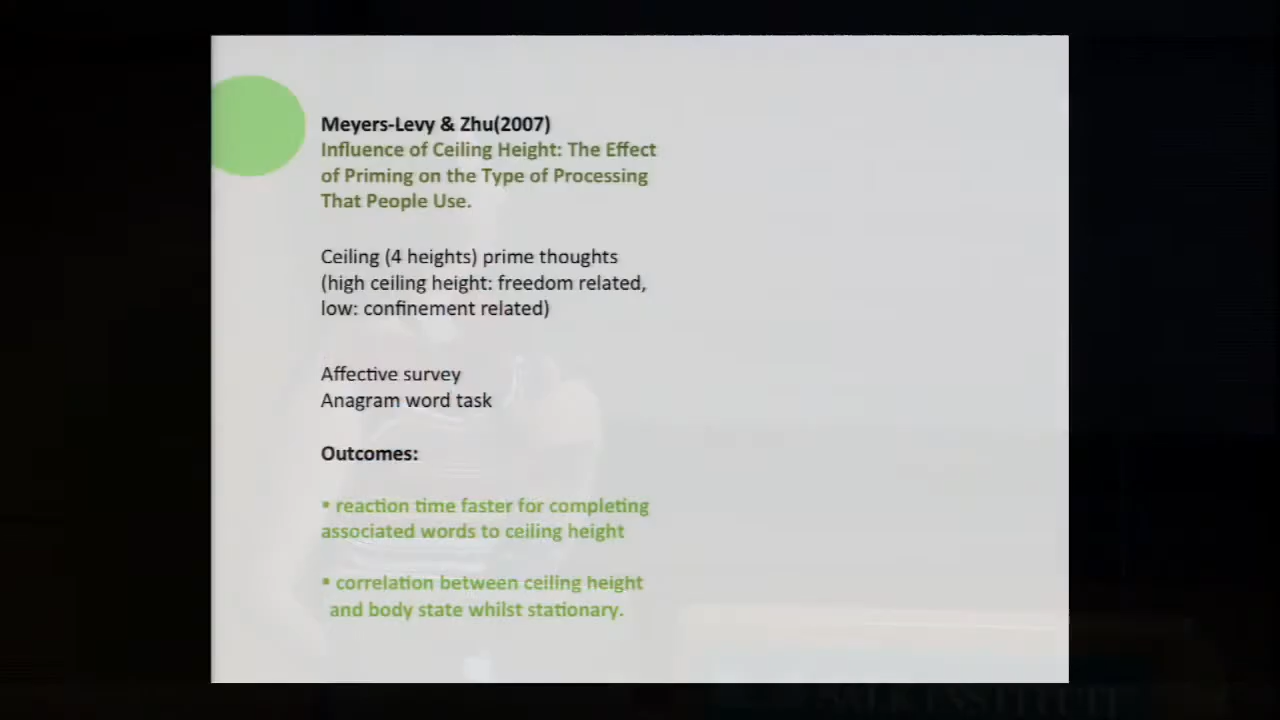 Meyers-Levy & Zhu(2007)
Influence of Ceiling Height: The Effect
of Priming on the Type of Processing
That People Use.
Ceiling (4 heights) prime thoughts
(high ceiling height: freedom related,
low: confinement related)
Affective survey
Anagram word task
Outcomes:
▪ reaction time faster for completing
associated words to ceiling height
▪ correlation between ceiling height
and body state whilst stationary.
SALK INSTITUTE